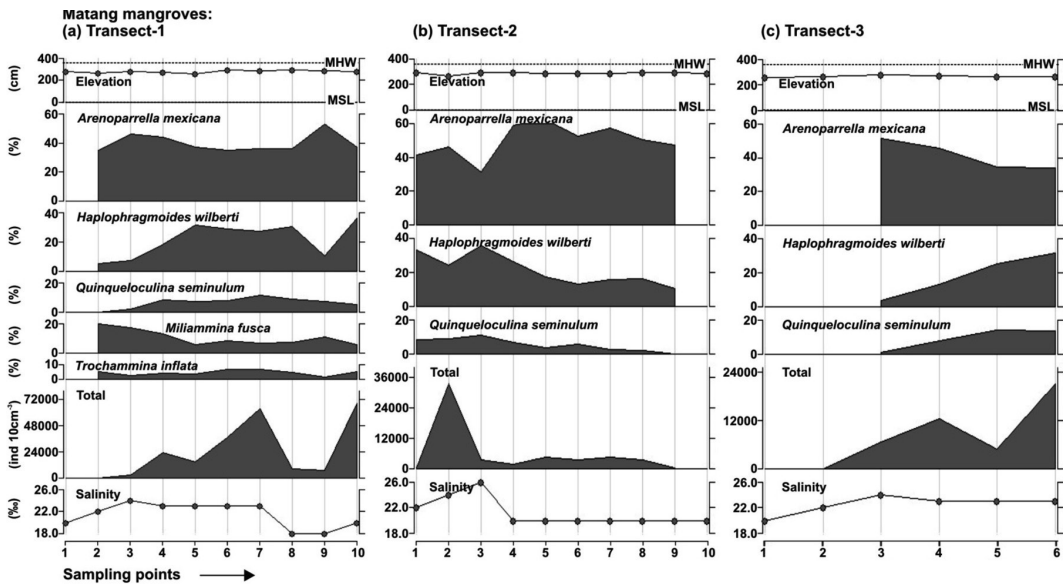 Matang mangroves:
(a) Transect-1
(b) Transect-2
(c) Transect-3
400
200
0
(cm)
MHW
Elevation
MSL
60
40
20
0
(%)
Arenoparrella mexicana
40
20
0
(%)
Haplophragmoides wilberti
20
0
(%)
Quinqueloculina seminulum
20
0
(%)
Miliammina fusca
10
0
(%)
Trochammina inflata
72000
48000
24000
0
(ind 10cm-3)
Total
26.0
22.0
18.0
(‰)
Salinity
1 2 3 4 5 6 7 8 9 10
Sampling points
400
200
0
MHW
Elevation
MSL
60
40
20
0
Arenoparrella mexicana
40
20
0
Haplophragmoides wilberti
20
0
Quinqueloculina seminulum
36000
24000
12000
0
Total
26.0
22.0
18.0
Salinity
1 2 3 4 5 6 7 8 9 10
400
200
0
MHW
Elevation
MSL
60
40
20
0
Arenoparrella mexicana
40
20
0
Haplophragmoides wilberti
20
0
Quinqueloculina seminulum
24000
12000
0
Total
26.0
22.0
18.0
Salinity
1 2 3 4 5 6